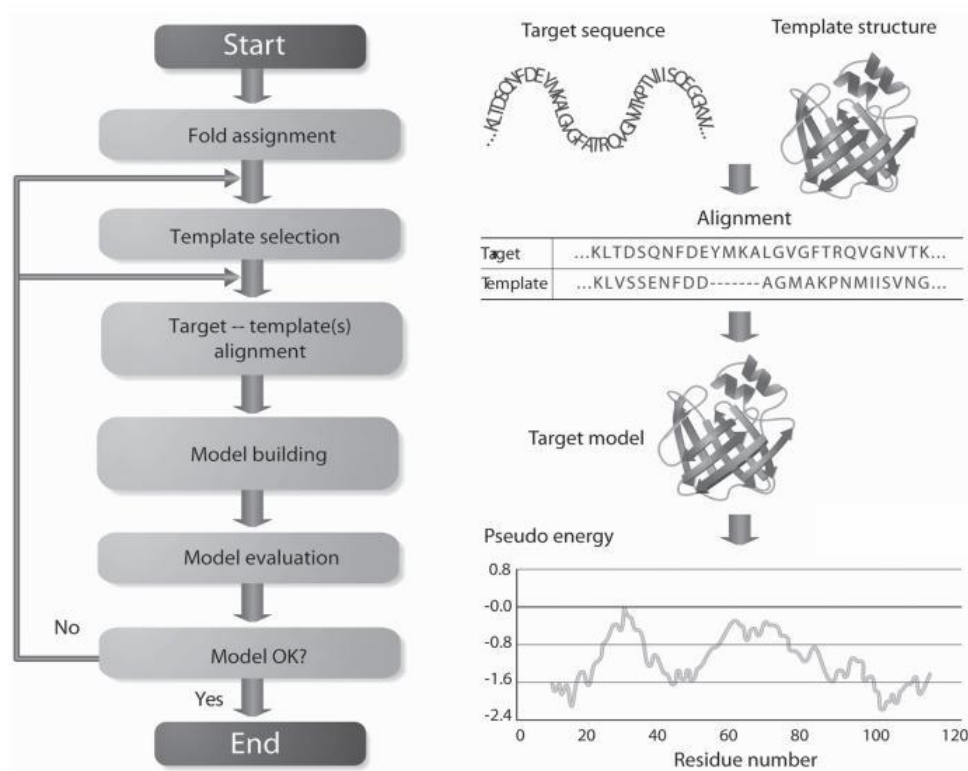 Start
Fold assignment
Template selection
Target -- template(s)
alignment
Model building
Model evaluation
No
Model OK?
Yes
End
Target sequence
Template structure
Alignment
Target ...KLTDSQNFDEYMKALGVGFTRQVGNVTK...
Template ...KLVSSENFDD-------AGMAKPNMIISVNG...
Target model
Pseudo energy
0.8
-0.0
-0.8
-1.6
-2.4
0 20 40 60 80 100 120
Residue number